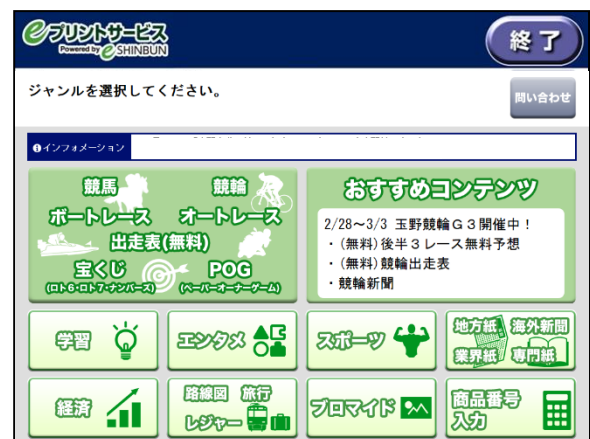 eプリントサービス
Powered by eSHINBUN
終了
ジャンルを選択してください。
問い合わせ
インフォメーション
競馬 競輪
ボートレース オートレース
出走表(無料)
宝くじ POG
(ロト6・ロト7・ナンバーズ) (ペーパーオーナーゲーム)
おすすめコンテンツ
2/28~3/3 玉野競輪G3開催中!
・(無料)後半3レース無料予想
・(無料)競輪出走表
・競輪新聞
学習
エンタメ
スポーツ
地方紙 海外新聞
業界紙 専門紙
経済
路線図 旅行
レジャー
ブロマイド
商品番号
入力